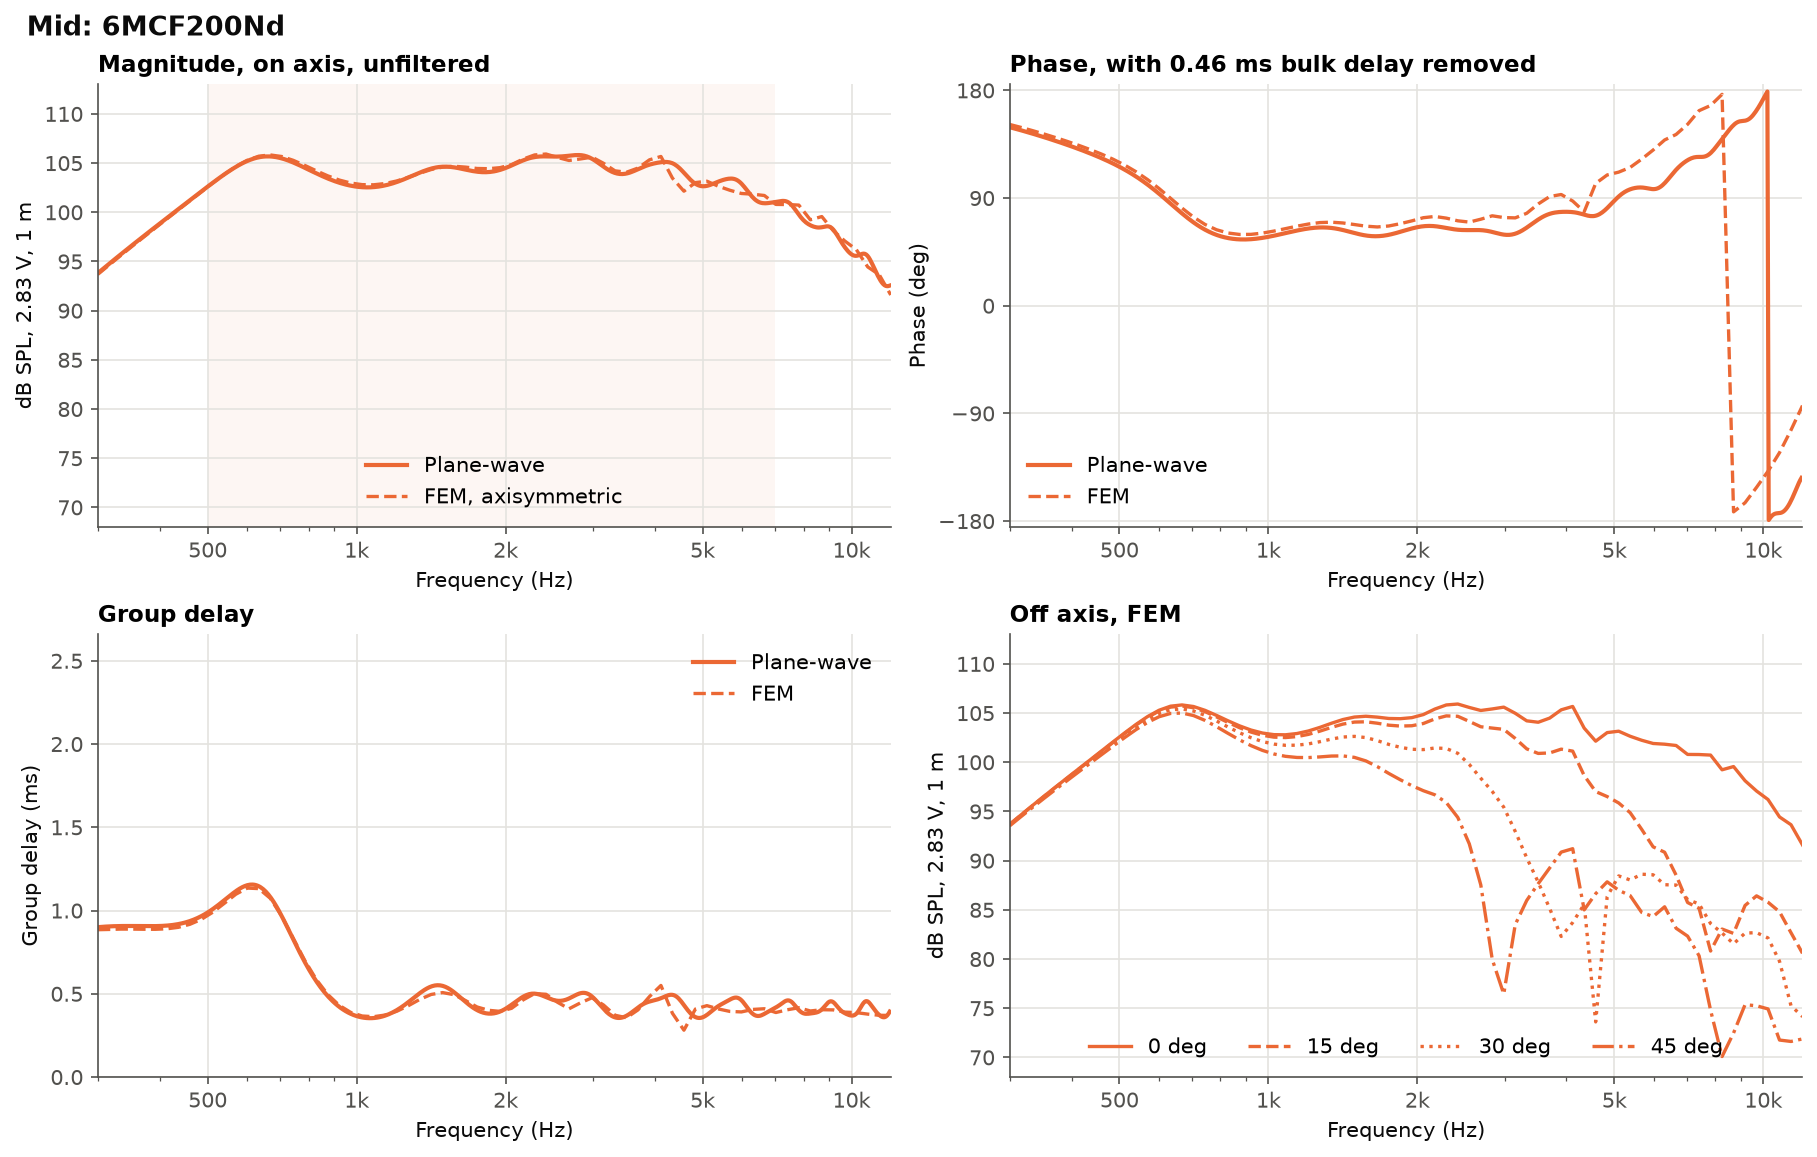 Mid: 6MCF200Nd
Magnitude, on axis, unfiltered
dB SPL, 2.83 V, 1 m
110
105
100
95
90
85
80
75
70
Plane-wave
FEM, axisymmetric
500 1k 2k 5k 10k
Frequency (Hz)
Phase, with 0.46 ms bulk delay removed
Phase (deg)
180
90
0
−90
−180
Plane-wave
FEM
500 1k 2k 5k 10k
Frequency (Hz)
Group delay
Group delay (ms)
2.5
2.0
1.5
1.0
0.5
0.0
Plane-wave
FEM
500 1k 2k 5k 10k
Frequency (Hz)
Off axis, FEM
dB SPL, 2.83 V, 1 m
110
105
100
95
90
85
80
75
70
0 deg 15 deg 30 deg 45 deg
500 1k 2k 5k 10k
Frequency (Hz)